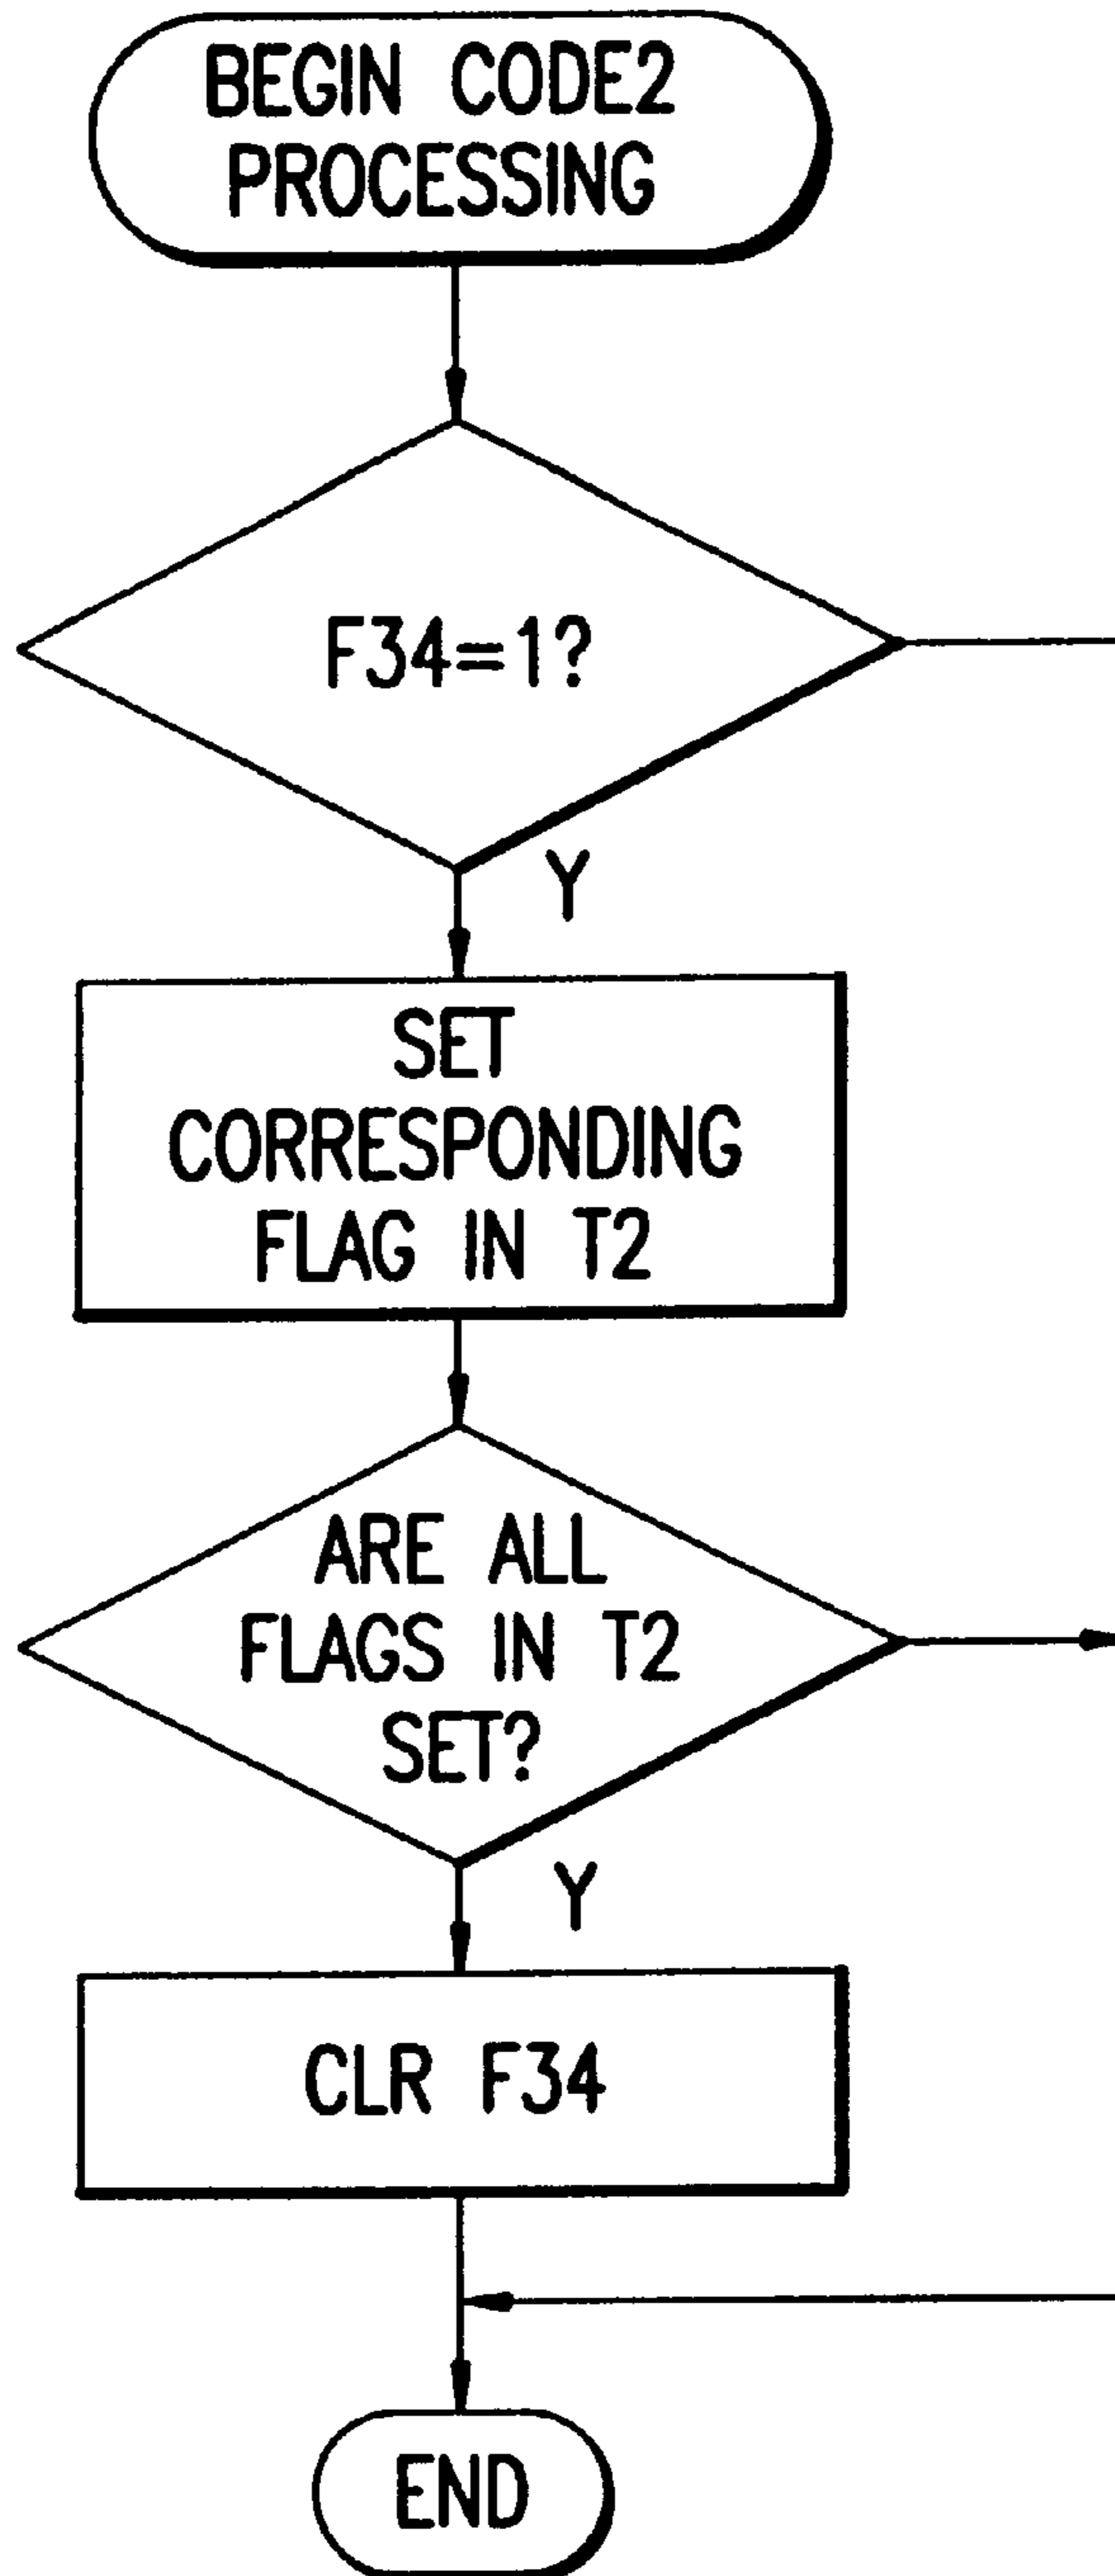 BEGIN CODE2
PROCESSING
F34=1?
Y
SET
CORRESPONDING
FLAG IN T2
ARE ALL
FLAGS IN T2
SET?
Y
CLR F34
END